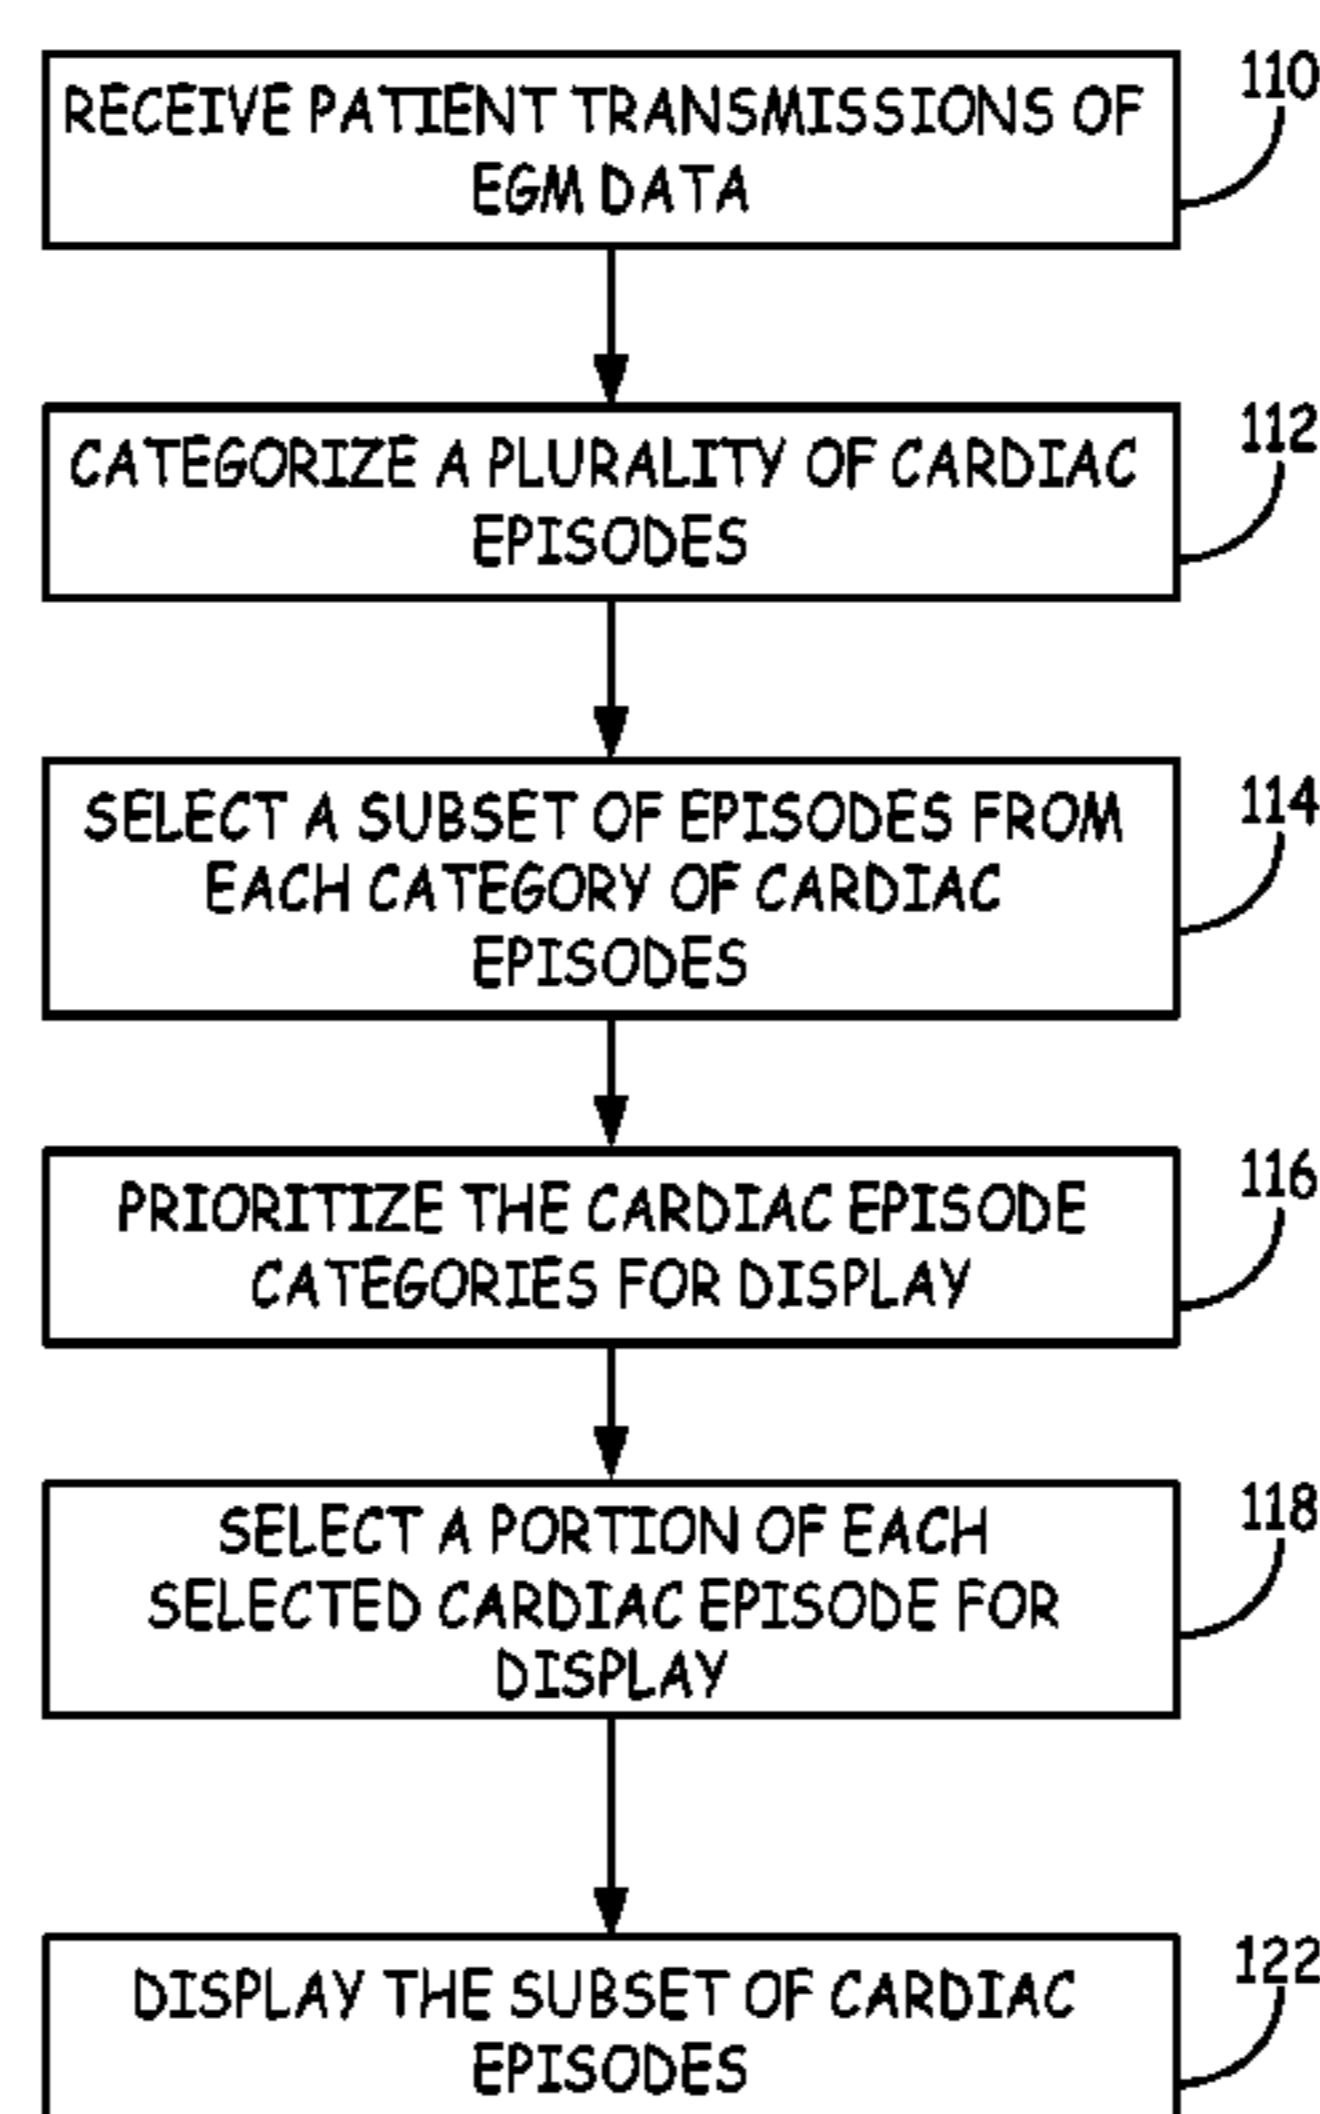 110
RECEIVE PATIENT TRANSMISSIONS OF
EGM DATA
112
CATEGORIZE A PLURALITY OF CARDIAC
EPISODES
114
SELECT A SUBSET OF EPISODES FROM
EACH CATEGORY OF CARDIAC
EPISODES
116
PRIORITIZE THE CARDIAC EPISODE
CATEGORIES FOR DISPLAY
118
SELECT A PORTION OF EACH
SELECTED CARDIAC EPISODE FOR
DISPLAY
122
DISPLAY THE SUBSET OF CARDIAC
EPISODES